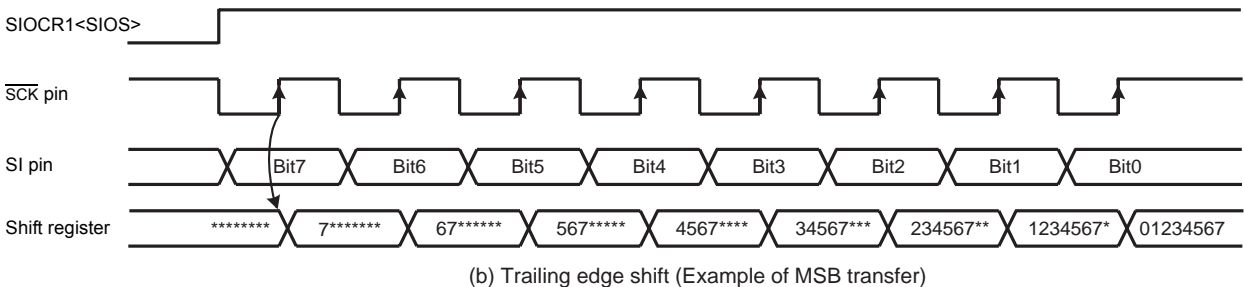 SIOCR1<SIOS>
SCK pin
SI pin Bit7 Bit6 Bit5 Bit4 Bit3 Bit2 Bit1 Bit0
Shift register ******** 7******* 67****** 567***** 4567**** 34567*** 234567** 1234567* 01234567
(b) Trailing edge shift (Example of MSB transfer)